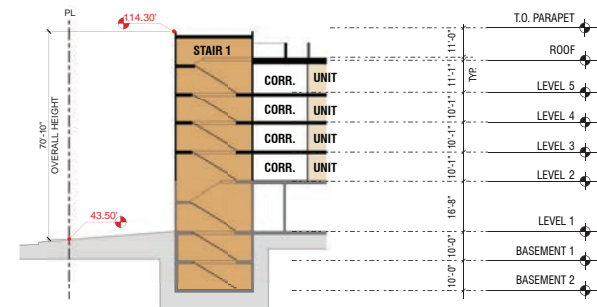 PL
114.30'
STAIR 1
CORR. UNIT
CORR. UNIT
CORR. UNIT
CORR. UNIT
70'-10"
OVERALL HEIGHT
43.50'
11'-0"
11'-1"
TYP.
10'-1"
10'-1"
10'-1"
16'-8"
10'-0"
10'-0"
T.O. PARAPET
ROOF
LEVEL 5
LEVEL 4
LEVEL 3
LEVEL 2
LEVEL 1
BASEMENT 1
BASEMENT 2